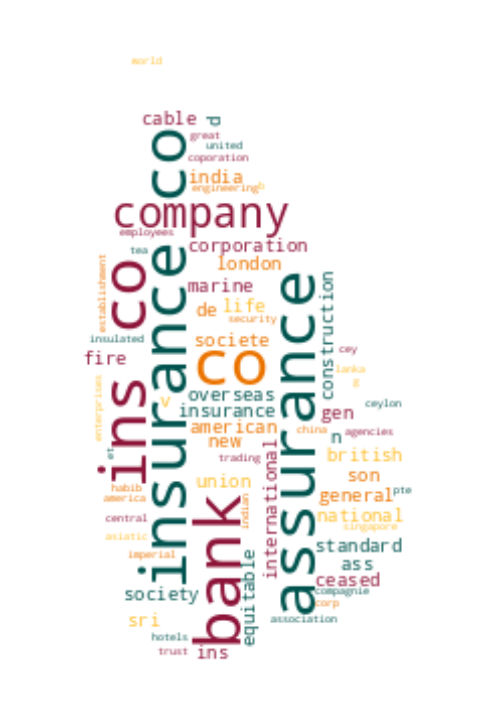 world
cable d
great
united
coporation
india
engineering
b
company
employees
tea
corporation
london
establishment
marine
de life
security
insulated
societe
construction
fire
cey
co
lanka
g
ins co
insurance co
assurance
enterprises
v
overseas
ceylon
insurance
gen
american
china
agencies
new
n
et
trading
british
international
habib
america
union
son
general
pte
indian
central
national
singapore
asiatic
bank
standard
imperial
ass
ceased
equitable
society
compagnie
corp
sri
association
hotels
trust
ins